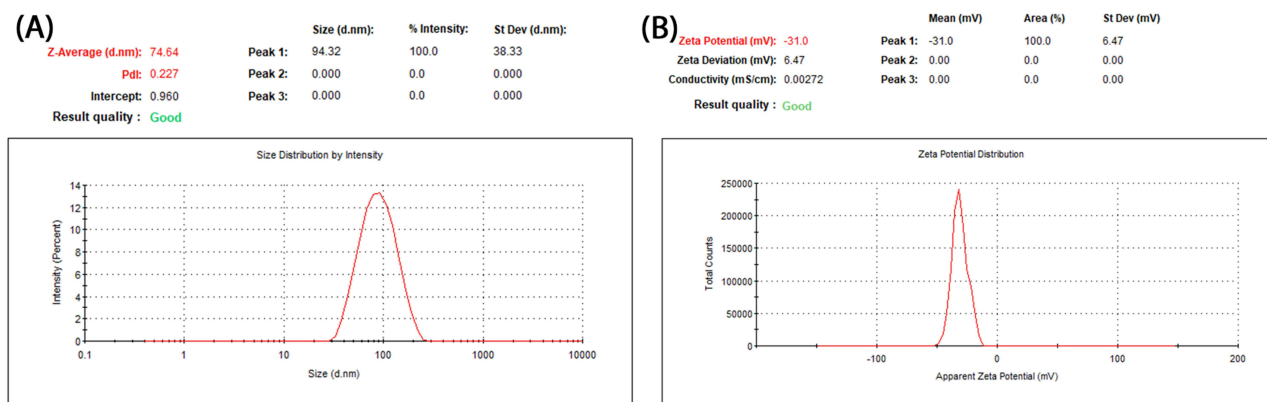 (A)
Size (d.nm): % Intensity: St Dev (d.nm):
Z-Average (d.nm): 74.64 Peak 1: 94.32 100.0 38.33
PdI: 0.227 Peak 2: 0.000 0.0 0.000
Intercept: 0.960 Peak 3: 0.000 0.0 0.000
Result quality : Good
Size Distribution by Intensity
Intensity (Percent)
14
12
10
8
6
4
2
0
0.1 1 10 100 1000 10000
Size (d.nm)
(B)
Mean (mV) Area (%) St Dev (mV)
Zeta Potential (mV): -31.0 Peak 1: -31.0 100.0 6.47
Zeta Deviation (mV): 6.47 Peak 2: 0.00 0.0 0.00
Conductivity (mS/cm): 0.00272 Peak 3: 0.00 0.0 0.00
Result quality : Good
Zeta Potential Distribution
Total Counts
250000
200000
150000
100000
50000
0
-100 0 100 200
Apparent Zeta Potential (mV)